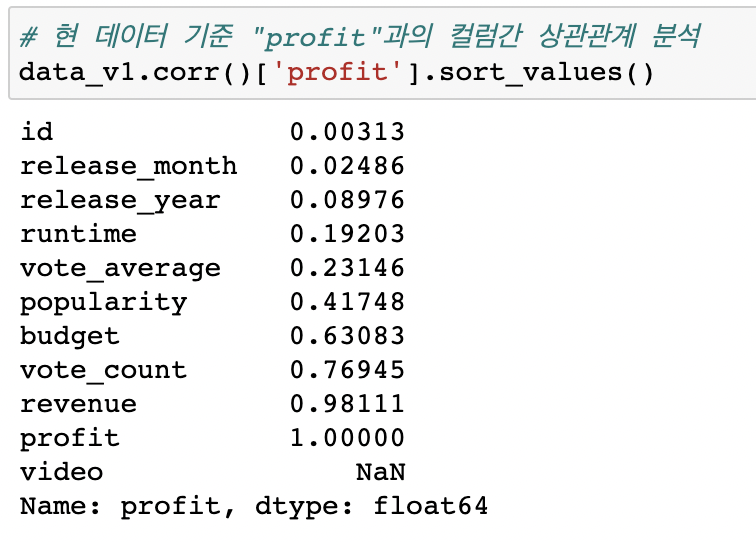 # 현 데이터 기준 "profit"과의 컬럼간 상관관계 분석
data_v1.corr()['profit'].sort_values()
id 0.00313
release_month 0.02486
release_year 0.08976
runtime 0.19203
vote_average 0.23146
popularity 0.41748
budget 0.63083
vote_count 0.76945
revenue 0.98111
profit 1.00000
video NaN
Name: profit, dtype: float64